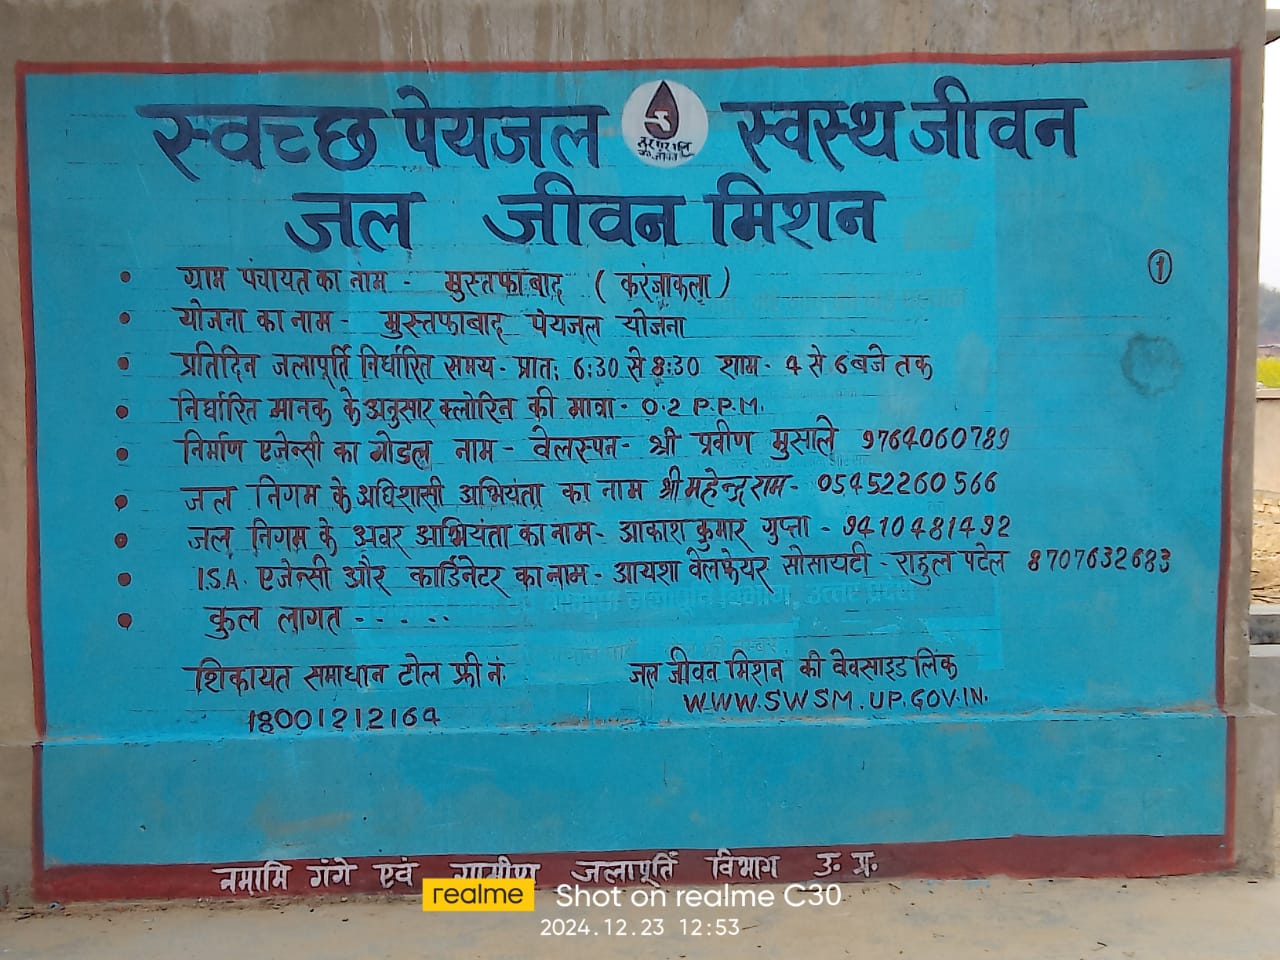 स्वच्छ पेयजल स्वस्थ जीवन
हर घर जल
जल जीवन मिशन
1
• ग्राम पंचायत का नाम - मुस्तफाबाद (करंजाकला)
• योजना का नाम - मुस्तफाबाद पेयजल योजना
• प्रतिदिन जलापूर्ति निर्धारित समय - प्रात: 6:30 से 8:30 शाम - 4 से 6 बजे तक
• निर्धारित मानक के अनुसार क्लोरिन की मात्रा - 0.2 P.P.M.
• निर्माण एजेन्सी का नोडल नाम - वेलस्पन - श्री प्रवीण मुसाले 9764060789
• जल निगम के अधिशासी अभियंता का नाम श्री महेन्द्र राम - 05452260566
• जल निगम के अवर अभियंता का नाम - आकाश कुमार गुप्ता - 9410481492
• I.S.A. एजेन्सी और कार्डिनेटर का नाम - आयशा वेलफेयर सोसायटी - राहुल पटेल 8707632683
• कुल लागत - - - - -
शिकायत समाधान टोल फ्री नं.
18001212164
जल जीवन मिशन की वेवसाइड लिंक
WWW.SWSM.UP.GOV.IN.
नमामि गंगे एवं ग्रामीण जलापूर्ति विभाग उ. प्र.
realme Shot on realme C30
2024.12.23 12:53